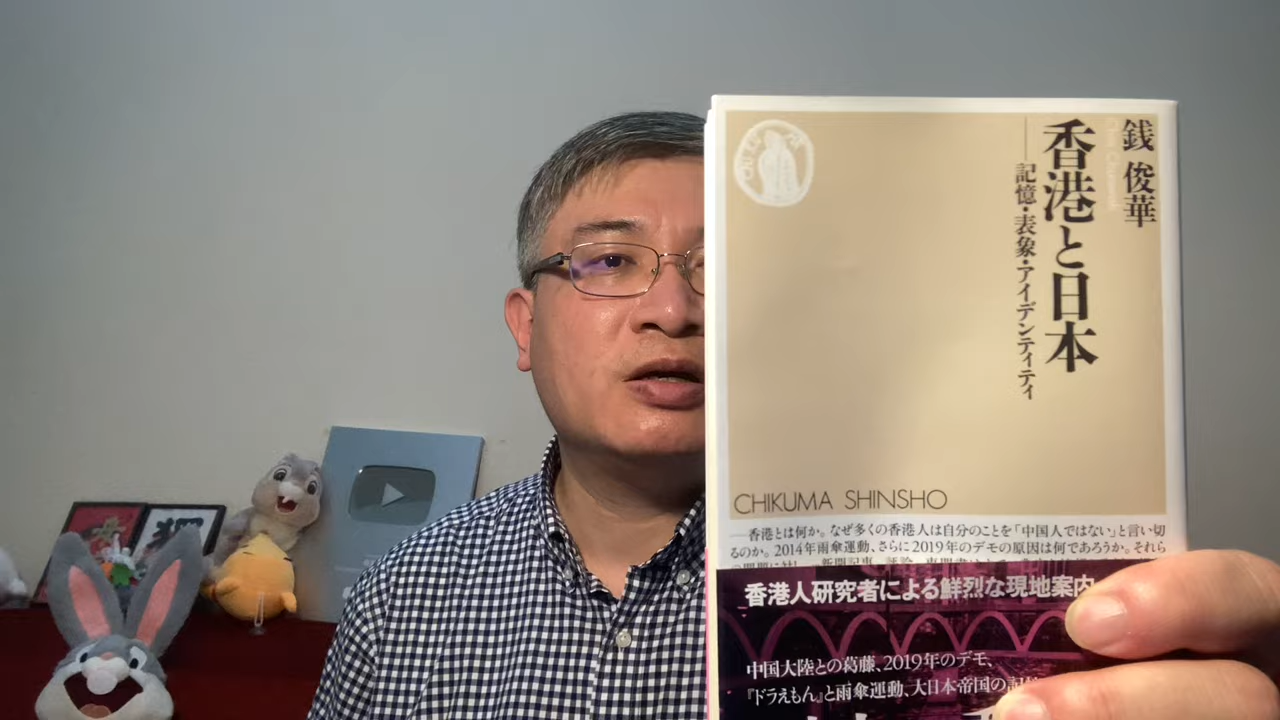 銭 俊華
香港と日本
──記憶・表象・アイデンティティ
CHIKUMA SHINSHO
──香港とは何か。なぜ多くの香港人は自分のことを「中国人ではない」と言い切
るのか。2014年雨傘運動、さらに2019年のデモの原因は何であろうか。それら
香港人研究者による鮮烈な現地案内
中国大陸との葛藤、2019年のデモ、
『ドラえもん』と雨傘運動、大日本帝国の記